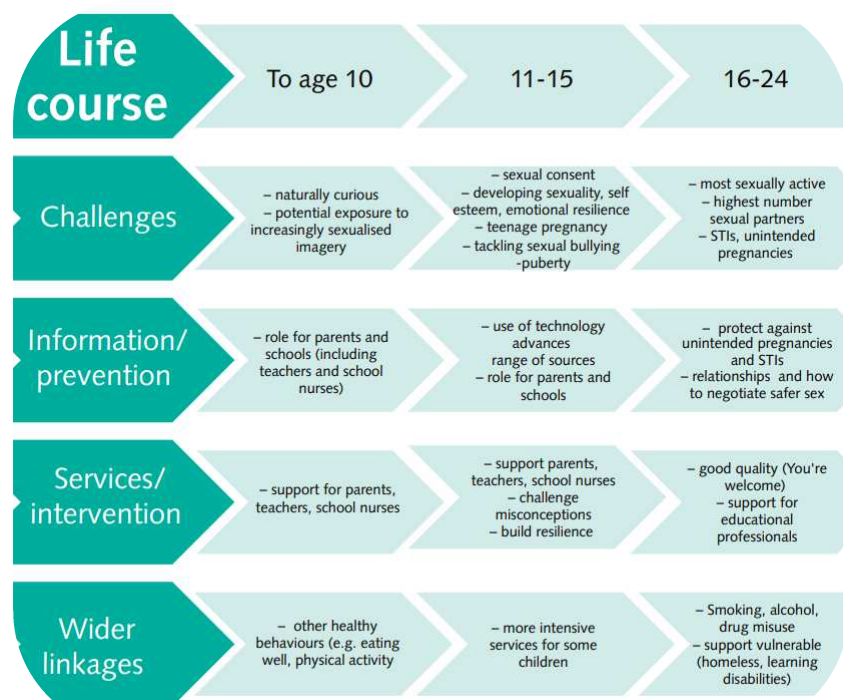 Life
course
To age 10
11-15
16-24
Challenges
– naturally curious
– potential exposure to
increasingly sexualised
imagery
– sexual consent
– developing sexuality, self
esteem, emotional resilience
– teenage pregnancy
– tackling sexual bullying
-puberty
– most sexually active
– highest number
sexual partners
– STIs, unintended
pregnancies
Information/
prevention
– role for parents and
schools (including
teachers and school
nurses)
– use of technology
advances
range of sources
– role for parents and
schools
– protect against
unintended pregnancies
and STIs
– relationships and how
to negotiate safer sex
Services/
intervention
– support for parents,
teachers, school nurses
– support parents,
teachers, school nurses
– challenge
misconceptions
– build resilience
– good quality (You're
welcome)
– support for
educational
professionals
Wider
linkages
– other healthy
behaviours (e.g. eating
well, physical activity
– more intensive
services for some
children
– Smoking, alcohol,
drug misuse
– support vulnerable
(homeless, learning
disabilities)